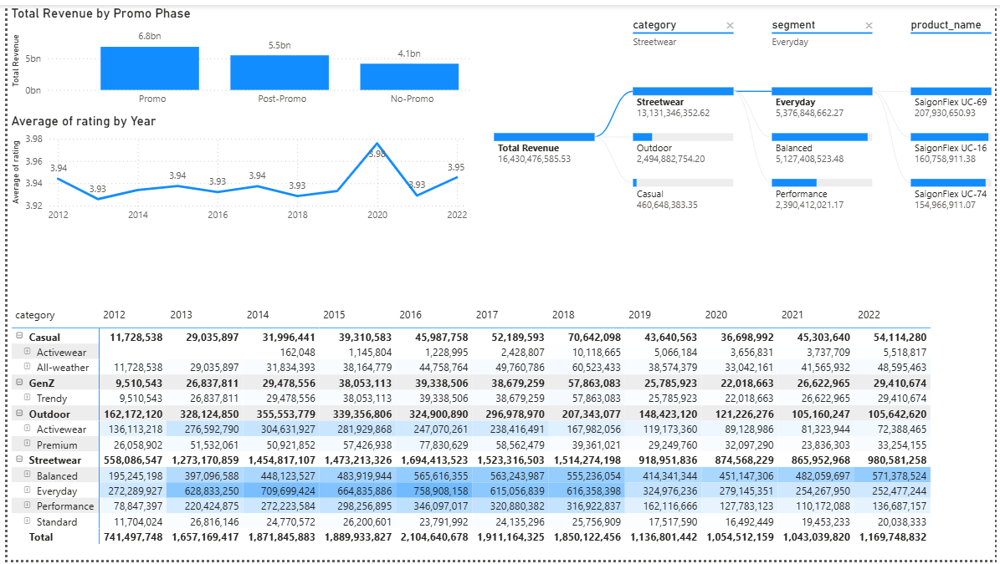 Total Revenue by Promo Phase
Total Revenue
5bn
0bn
6.8bn
5.5bn
4.1bn
Promo
Post-Promo
No-Promo
Average of rating by Year
Average of rating
3.98
3.96
3.94
3.92
3.94
3.93
3.94
3.93
3.94
3.93
3.98
3.93
3.95
2012
2014
2016
2018
2020
2022
category
Streetwear
segment
Everyday
product_name
Total Revenue
16,430,476,585.53
Streetwear
13,131,346,352.62
Outdoor
2,494,882,754.20
Casual
460,648,383.35
Everyday
5,376,848,662.27
Balanced
5,127,408,523.48
Performance
2,390,412,021.17
SaigonFlex UC-69
207,930,650.93
SaigonFlex UC-16
160,758,911.38
SaigonFlex UC-74
154,966,911.07
category 2012 2013 2014 2015 2016 2017 2018 2019 2020 2021 2022
Casual 11,728,538 29,035,897 31,996,441 39,310,583 45,987,758 52,189,593 70,642,098 43,640,563 36,698,992 45,303,640 54,114,280
Activewear 162,048 1,145,804 1,228,995 2,428,807 10,118,665 5,066,184 3,656,831 3,737,709 5,518,817
All-weather 11,728,538 29,035,897 31,834,393 38,164,779 44,758,764 49,760,786 60,523,433 38,574,379 33,042,161 41,565,932 48,595,463
GenZ 9,510,543 26,837,811 29,478,556 38,053,113 39,338,506 38,679,259 57,863,083 25,785,923 22,018,663 26,622,965 29,410,674
Trendy 9,510,543 26,837,811 29,478,556 38,053,113 39,338,506 38,679,259 57,863,083 25,785,923 22,018,663 26,622,965 29,410,674
Outdoor 162,172,120 328,124,850 355,553,779 339,356,806 324,900,890 296,978,970 207,343,077 148,423,120 121,226,276 105,160,247 105,642,620
Activewear 136,113,218 276,592,790 304,631,927 281,929,868 247,070,261 238,416,491 167,982,056 119,173,360 89,128,986 81,323,944 72,388,465
Premium 26,058,902 51,532,061 50,921,852 57,426,938 77,830,629 58,562,479 39,361,021 29,249,760 32,097,290 23,836,303 33,254,155
Streetwear 558,086,547 1,273,170,859 1,454,817,107 1,473,213,326 1,694,413,523 1,523,316,503 1,514,274,198 918,951,836 874,568,229 865,952,968 980,581,258
Balanced 195,245,198 397,096,588 448,123,527 483,919,944 565,616,355 563,243,987 555,236,054 414,341,344 451,147,306 482,059,697 571,378,524
Everyday 272,289,927 628,833,250 709,699,424 664,835,886 758,908,158 615,056,839 616,358,398 324,976,236 279,145,351 254,267,950 252,477,244
Performance 78,847,397 220,424,875 272,223,584 298,256,895 346,097,017 320,880,382 316,922,837 162,116,666 127,783,123 110,172,088 136,687,157
Standard 11,704,024 26,816,146 24,770,572 26,200,601 23,791,992 24,135,296 25,756,909 17,517,590 16,492,449 19,453,233 20,038,333
Total 741,497,748 1,657,169,417 1,871,845,883 1,889,933,827 2,104,640,678 1,911,164,325 1,850,122,456 1,136,801,442 1,054,512,159 1,043,039,820 1,169,748,832